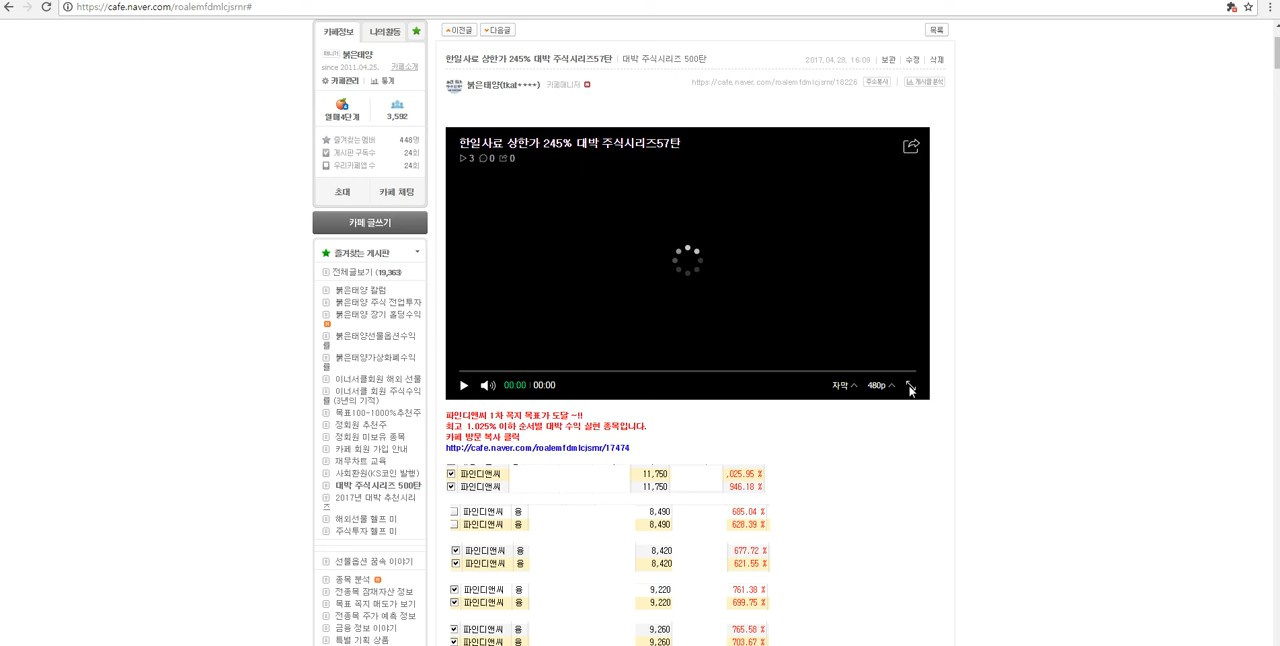 https://cafe.naver.com/roalemfdmlcjsrnr#
카페정보 나의활동
매니저 붉은태양
since 2011.04.25. 카페소개
카페관리 통계
열매4단계 3,592
즐겨찾는 멤버 448명
게시판 구독수 24회
우리카페앱 수 24회
초대 카페 채팅
카페 글쓰기
즐겨찾는 게시판
전체글보기 (19,363)
붉은태양 칼럼
붉은태양 주식 전업투자
붉은태양 장기 홀딩수익
붉은태양선물옵션수익
률
붉은태양가상화폐수익
률
이너서클회원 해외 선물
이너서클 회원 주식수익
률 (3년의 기적)
목표100-1000%추천주
정회원 추천주
정회원 미보유 종목
카페 회원 가입 안내
재무차트 교육
사회환원(KS코인 발행)
대박 주식시리즈 500탄
2017년 대박 추천시리
즈
해외선물 헬프 미
주식투자 헬프 미
선물옵션 꿈속 이야기
종목 분석
전종목 잠재자산 정보
목표 꼭지 매도가 보기
전종목 주가 예측 정보
금융 정보 이야기
특별 기획 상품
이전글 다음글 목록
한일사료 상한가 245% 대박 주식시리즈57탄 | 대박 주식시리즈 500탄 2017.04.28. 16:09 보관 수정 삭제
붉은태양(tkat****) 카페매니저 https://cafe.naver.com/roalemfdmlcjsrnr/18226 주소복사 게시글 분석
한일사료 상한가 245% 대박 주식시리즈57탄
3 0 0
00:00 00:00 자막 480p
파인디앤씨 1차 꼭지 목표가 도달 ~!!
최고 1.025% 이하 순서별 대박 수익 실현 종목입니다.
카페 방문 복사 클릭
http://cafe.naver.com/roalemfdmlcjsrnr/17474
파인디앤씨 11,750 ,025.95 %
파인디앤씨 11,750 946.18 %
파인디앤씨 융 8,490 685.04 %
파인디앤씨 융 8,490 628.39 %
파인디앤씨 융 8,420 677.72 %
파인디앤씨 융 8,420 621.55 %
파인디앤씨 융 9,220 761.38 %
파인디앤씨 융 9,220 699.75 %
파인디앤씨 융 9,260 765.58 %
파인디앤씨 융 9,260 703.67 %